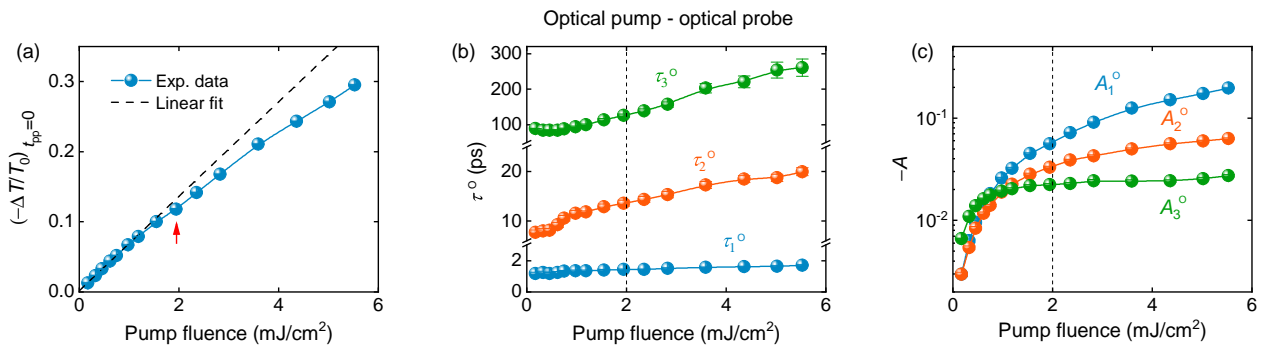 Optical pump - optical probe
(a)
Exp. data
Linear fit
0.3
0.2
0.1
0.0
0
2
4
6
(−Δ T/T₀) tₚₚ=0
Pump fluence (mJ/cm²)
(b)
τ₃ᴼ
τ₂ᴼ
τ₁ᴼ
300
200
100
20
10
2
0
0
2
4
6
τ ᴼ (ps)
Pump fluence (mJ/cm²)
(c)
A₁ᴼ
A₂ᴼ
A₃ᴼ
10⁻¹
10⁻²
0
2
4
6
−A
Pump fluence (mJ/cm²)